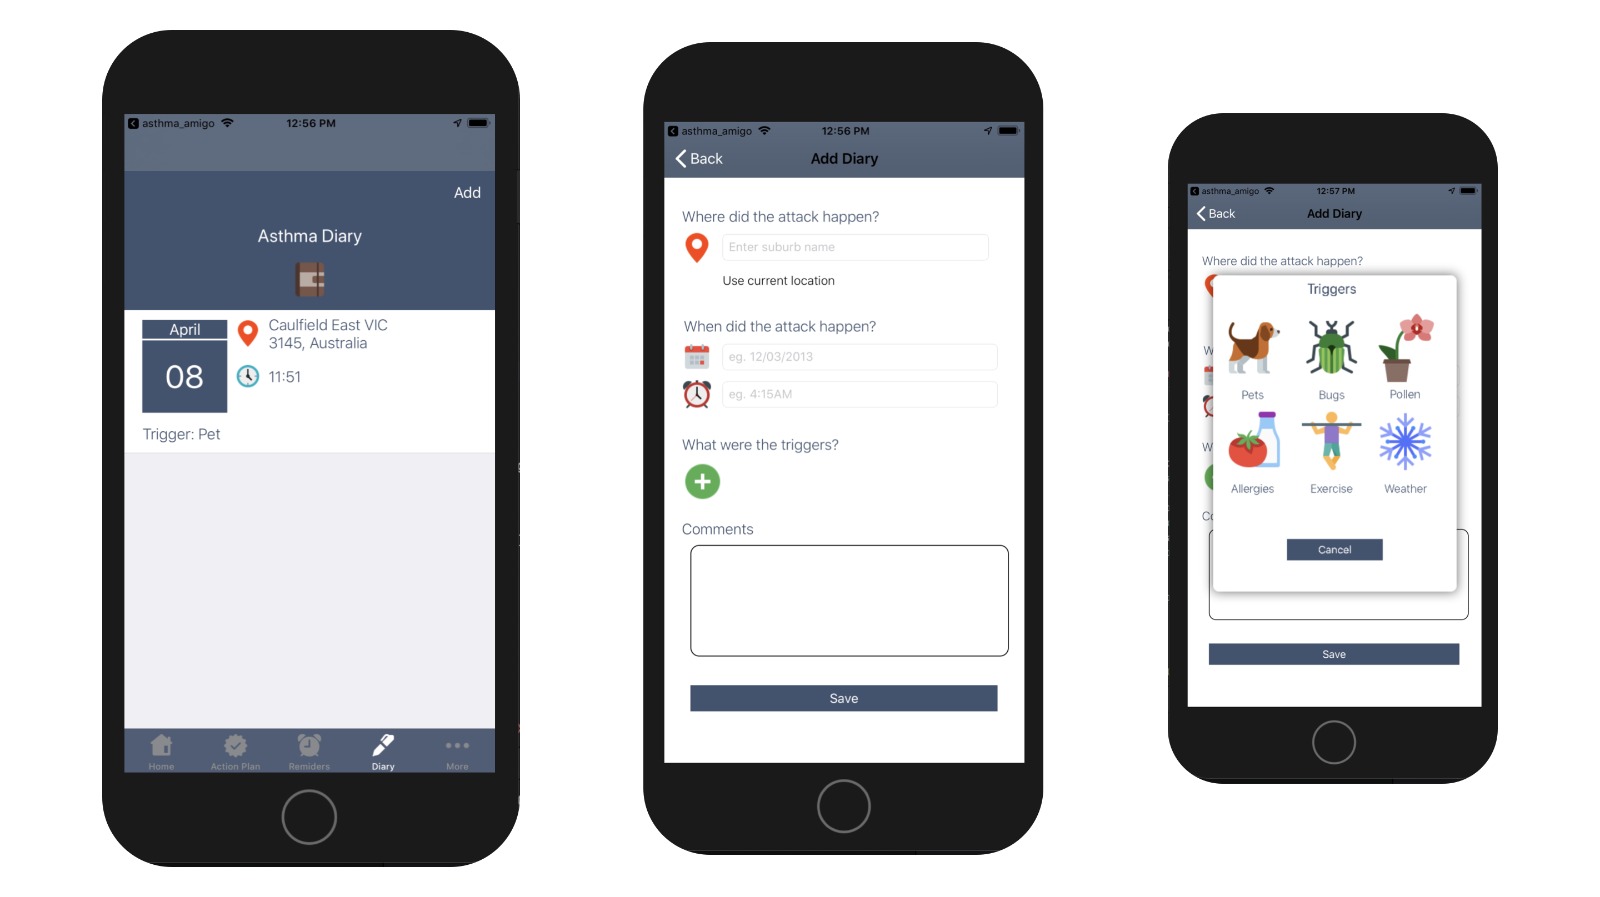 asthma_amigo
12:56 PM
Add
Asthma Diary
April
08
Caulfield East VIC
3145, Australia
11:51
Trigger: Pet
Home
Action Plan
Remiders
Diary
More
asthma_amigo
12:56 PM
Back
Add Diary
Where did the attack happen?
Enter suburb name
Use current location
When did the attack happen?
eg. 12/03/2013
eg. 4:15AM
What were the triggers?
Comments
Save
asthma_amigo
12:57 PM
Back
Add Diary
Where did the attack happen?
Triggers
W
Pets
Bugs
Pollen
W
Allergies
Exercise
Weather
Co
Cancel
Save